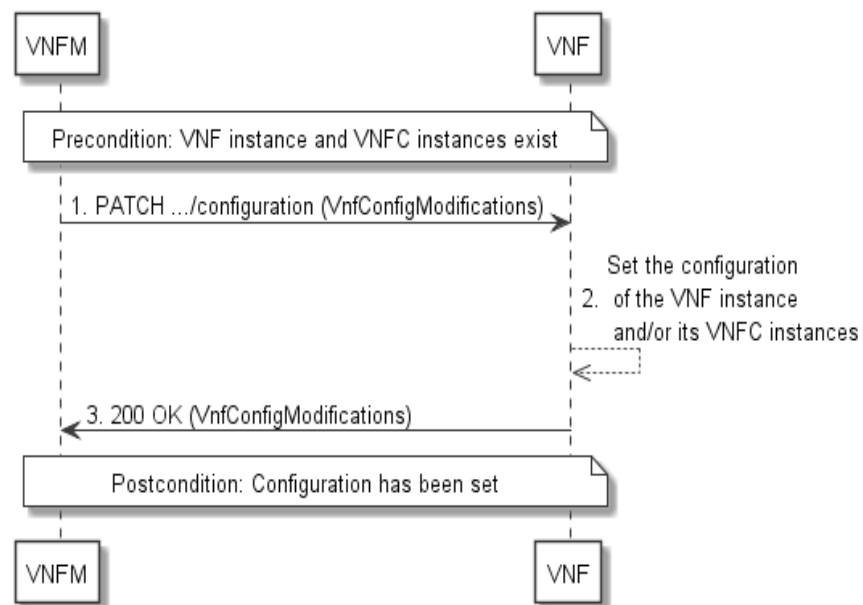 VNFM VNF
Precondition: VNF instance and VNFC instances exist
1. PATCH .../configuration (VnfConfigModifications)
Set the configuration
2. of the VNF instance
and/or its VNFC instances
3. 200 OK (VnfConfigModifications)
Postcondition: Configuration has been set
VNFM VNF